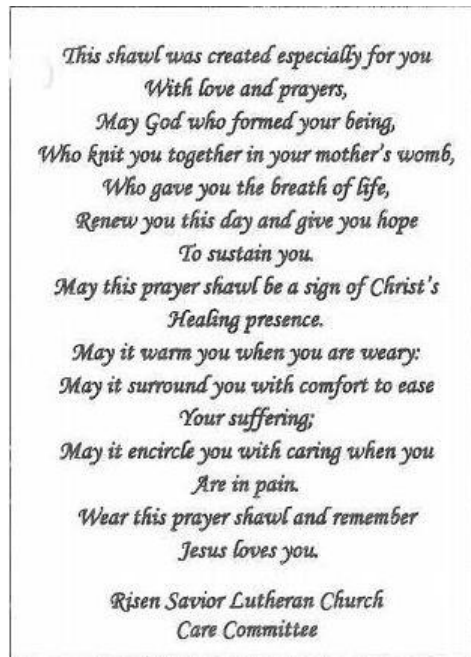 This shawl was created especially for you
With love and prayers,
May God who formed your being,
Who knit you together in your mother's womb,
Who gave you the breath of life,
Renew you this day and give you hope
To sustain you.
May this prayer shawl be a sign of Christ's
Healing presence.
May it warm you when you are weary:
May it surround you with comfort to ease
Your suffering;
May it encircle you with caring when you
Are in pain.
Wear this prayer shawl and remember
Jesus loves you.
Risen Savior Lutheran Church
Care Committee